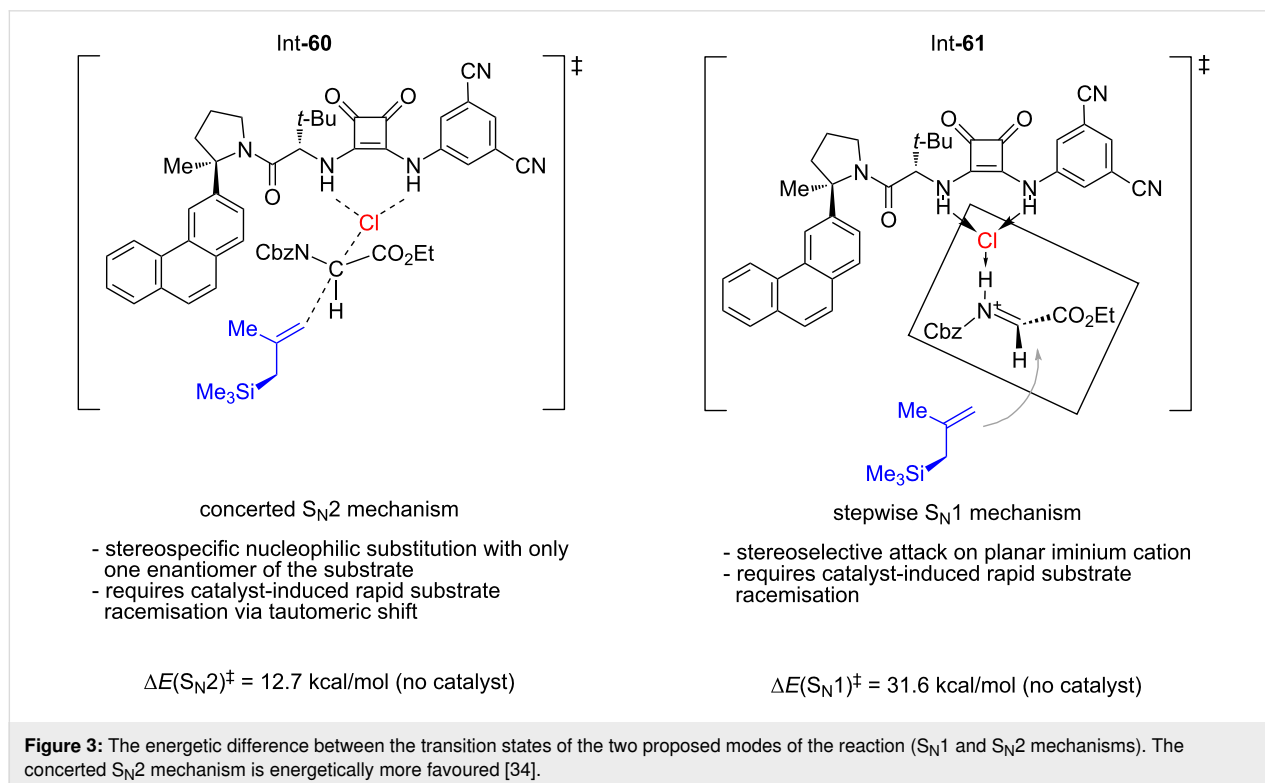 Int-60
Int-61
‡
‡
CN
CN
O
O
O
O
t-Bu
t-Bu
Me
N
N
H
N
H
CN
Me
N
N
H
N
H
CN
O
O
Cl
Cl
CbzN
C
CO2Et
H
H
N+
CO2Et
Cbz
H
Me
Me3Si
Me
Me3Si
concerted SN2 mechanism
- stereospecific nucleophilic substitution with only
one enantiomer of the substrate
- requires catalyst-induced rapid substrate
racemisation via tautomeric shift
ΔE(SN2)‡ = 12.7 kcal/mol (no catalyst)
stepwise SN1 mechanism
- stereoselective attack on planar iminium cation
- requires catalyst-induced rapid substrate
racemisation
ΔE(SN1)‡ = 31.6 kcal/mol (no catalyst)
Figure 3: The energetic difference between the transition states of the two proposed modes of the reaction (SN1 and SN2 mechanisms). The
concerted SN2 mechanism is energetically more favoured [34].